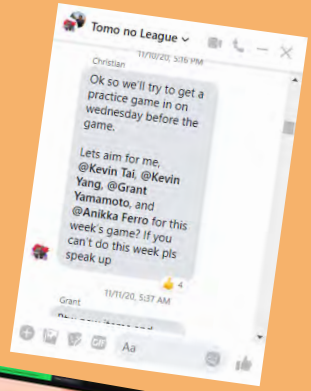 Tomo no League
11/10/20, 5:16 PM
Christian
Ok so we'll try to get a
practice game in on
wednesday before the
game.
Lets aim for me,
@Kevin Tai, @Kevin
Yang, @Grant
Yamamoto, and
@Anikka Ferro for this
week's game? If you
can't do this week pls
speak up
4
11/11/20, 5:37 AM
Grant
GIF
Aa